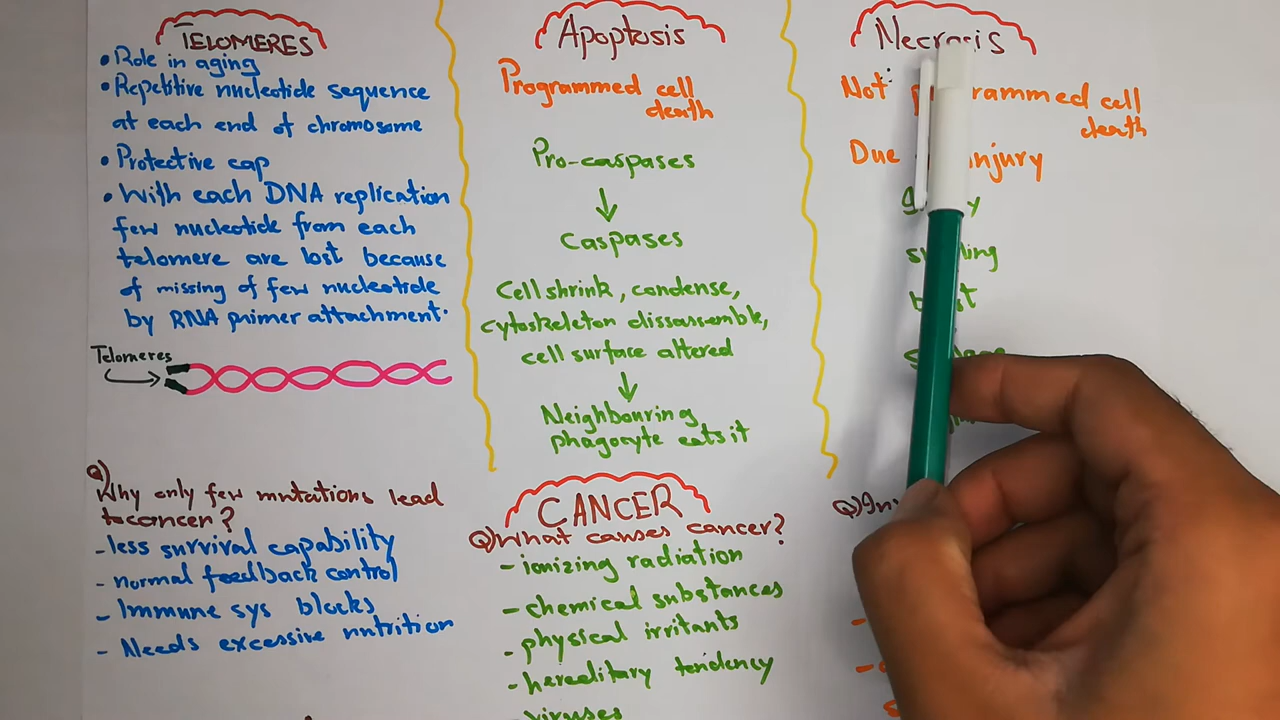 TELOMERES
• Role in aging
• Repetitive nucleotide sequence
at each end of chromosome
• Protective cap
• With each DNA replication
few nucleotide from each
telomere are lost because
of missing of few nucleotide
by RNA primer attachment.
Telomeres
Apoptosis
Programmed cell
death
Pro-caspases
Caspases
Cell shrink, condense,
cytoskeleton dissassemble,
cell surface altered
Neighbouring
phagocyte eats it
Necrosis
Not programmed cell
death
Due injury
Q)
Why only few mutations lead
to cancer?
- less survival capability
- normal feedback control
- Immune sys blocks
- Needs excessive nutrition
CANCER
Q) What causes cancer?
- ionizing radiation
- chemical substances
- physical irritants
- hereditary tendency
- viruses
Q)